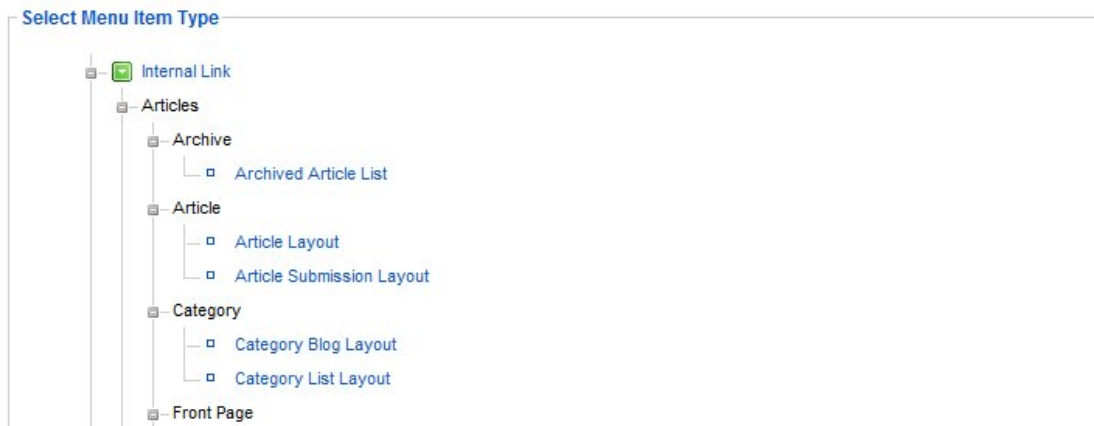 Select Menu Item Type
Internal Link
Articles
Archive
Archived Article List
Article
Article Layout
Article Submission Layout
Category
Category Blog Layout
Category List Layout
Front Page